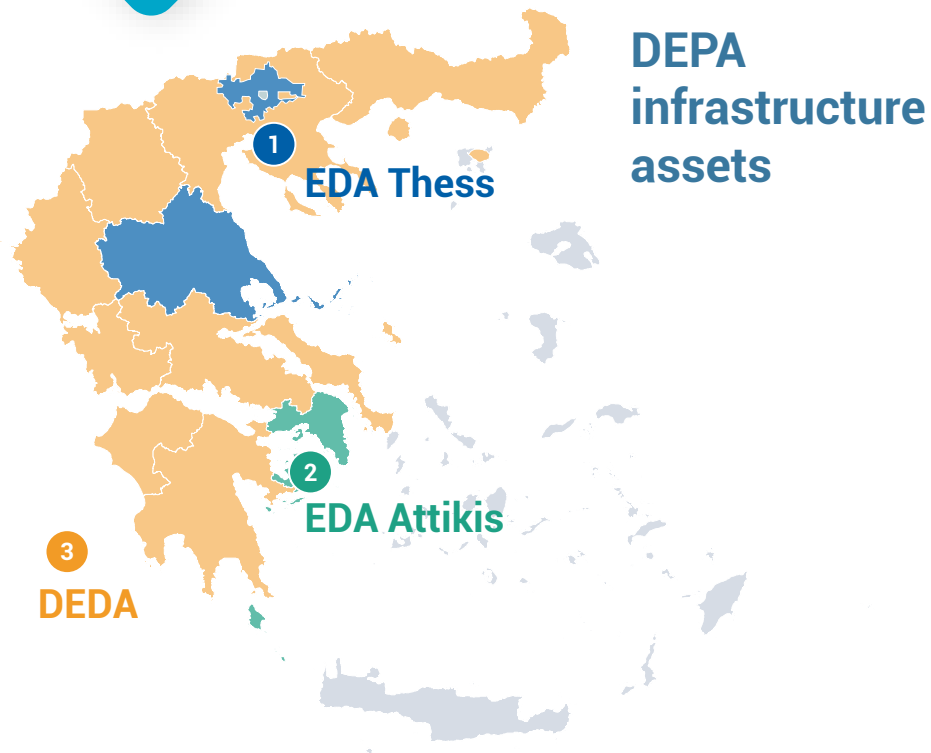 DEPA
infrastructure
assets
1
EDA Thess
2
EDA Attikis
3
DEDA